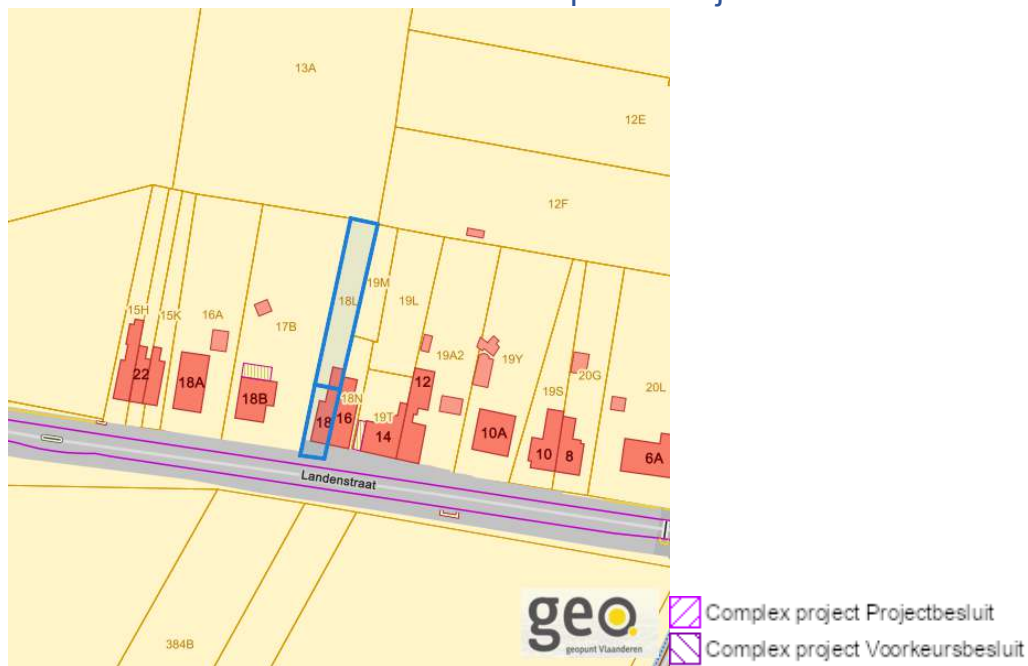 13A
12E
12F
19M
18L
19L
15H
15K
16A
17B
19A2
19Y
20G
19S
20L
22
18A
18B
12
18N
18
16
19T
14
10A
10
8
6A
Landenstraat
384B
geo.
geopunt Vlaanderen
Complex project Projectbesluit
Complex project Voorkeursbesluit